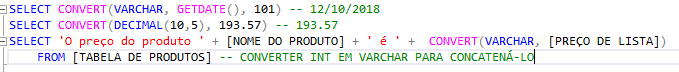 SELECT CONVERT(VARCHAR, GETDATE(), 101) -- 12/10/2018
SELECT CONVERT(DECIMAL(10,5), 193.57) -- 193.57
SELECT 'O preço do produto ' + [NOME DO PRODUTO] + ' é ' +  CONVERT(VARCHAR, [PREÇO DE LISTA])
FROM [TABELA DE PRODUTOS] -- CONVERTER INT EM VARCHAR PARA CONCATENÁ-LO